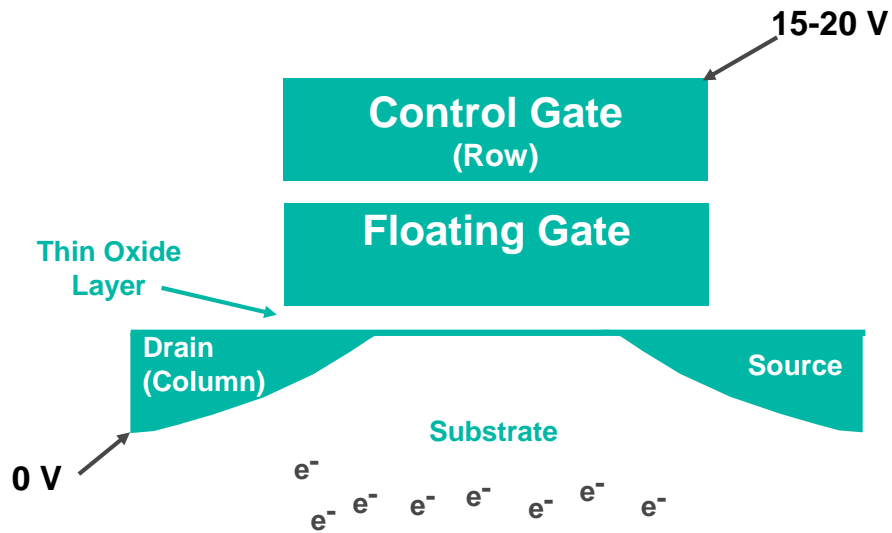 15-20 V
Control Gate
(Row)
Floating Gate
Thin Oxide
Layer
Drain
(Column)
Source
Substrate
0 V
e-
e- e- e- e- e- e- e-